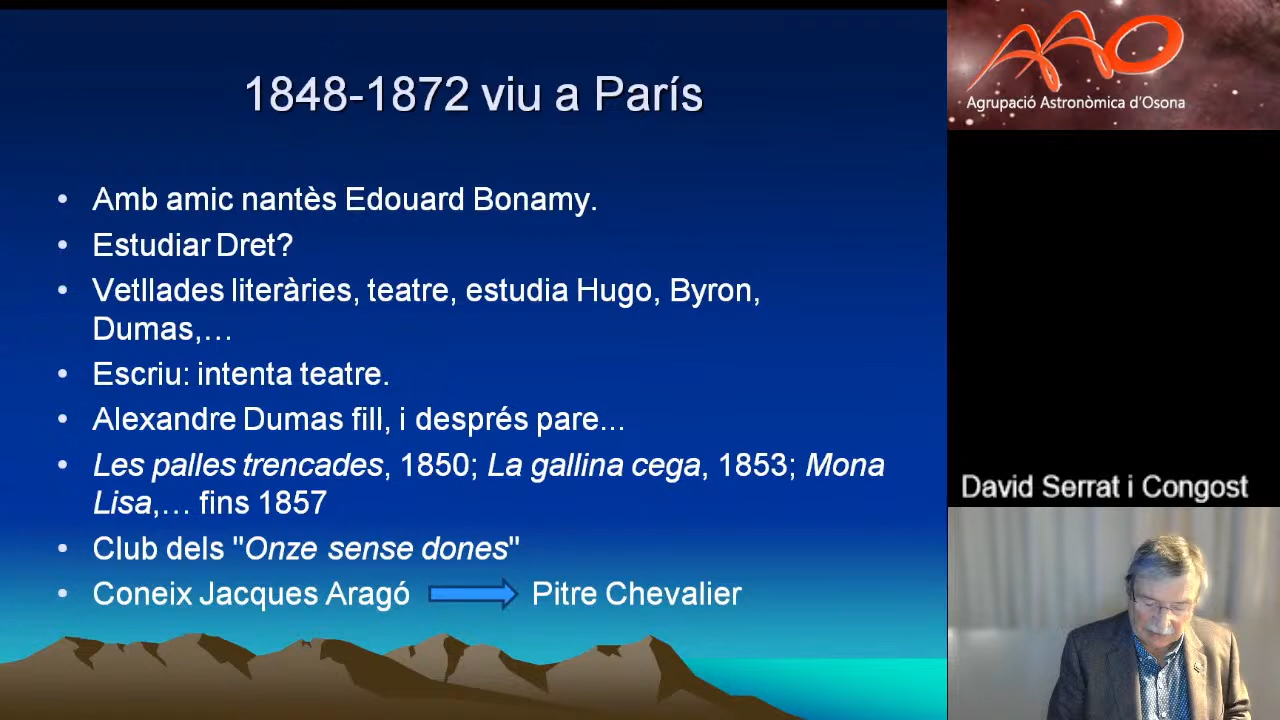 1848-1872 viu a París
• Amb amic nantès Edouard Bonamy.
• Estudiar Dret?
• Vetllades literàries, teatre, estudia Hugo, Byron,
Dumas,…
• Escriu: intenta teatre.
• Alexandre Dumas fill, i després pare...
• Les palles trencades, 1850; La gallina cega, 1853; Mona
Lisa,… fins 1857
• Club dels "Onze sense dones"
• Coneix Jacques Aragó Pitre Chevalier
AAO
Agrupació Astronòmica d'Osona
David Serrat i Congost